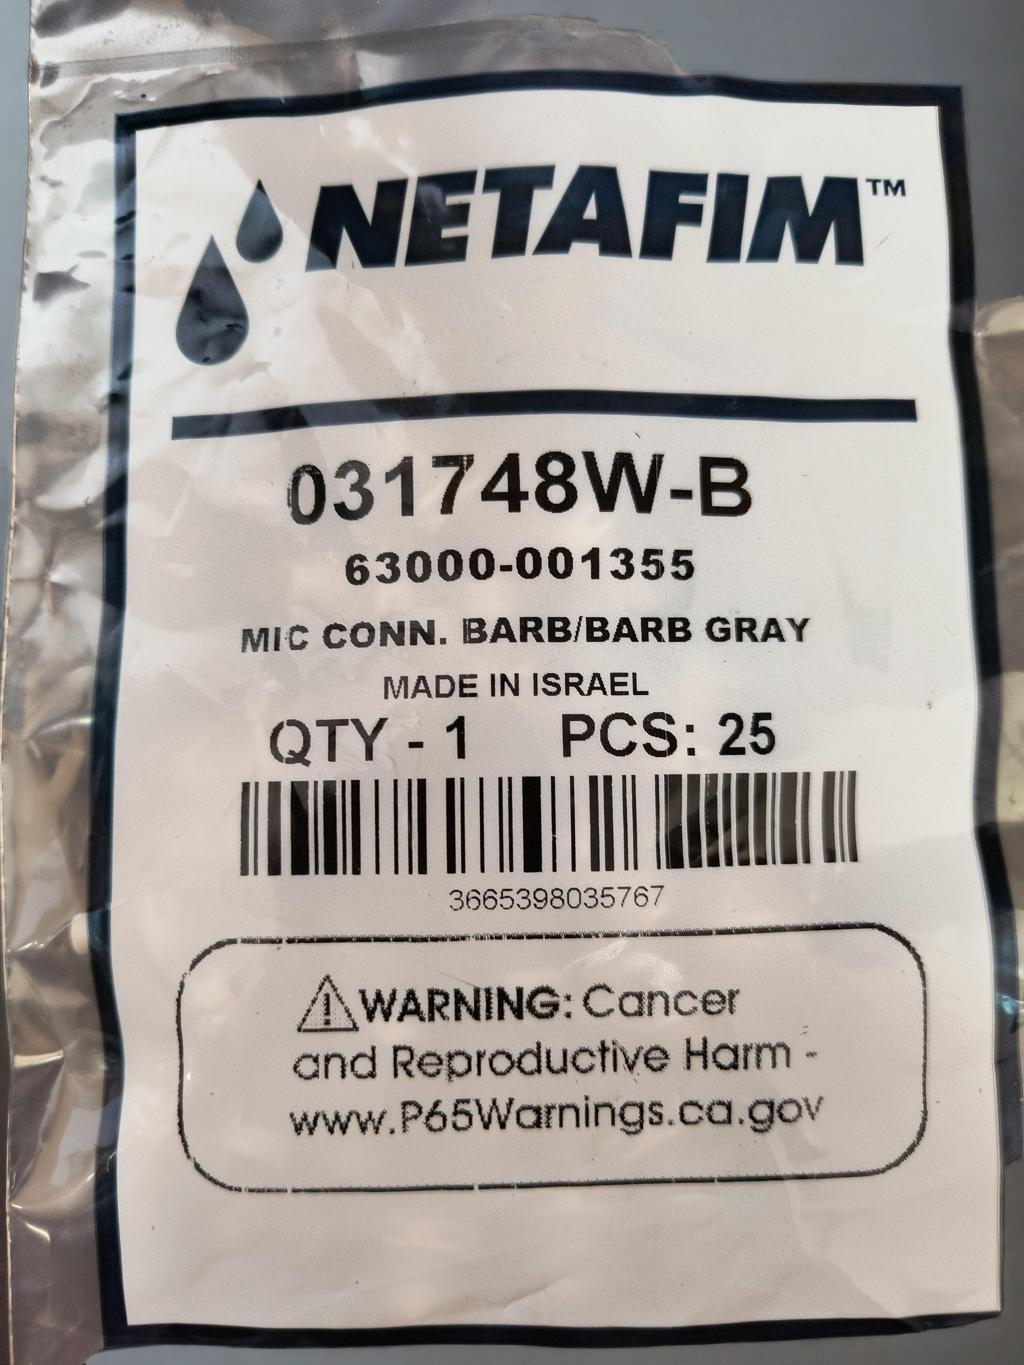 NETAFIM™
031748W-B
63000-001355
MIC CONN. BARB/BARB GRAY
MADE IN ISRAEL
QTY - 1 PCS: 25
3665398035767
WARNING: Cancer
and Reproductive Harm -
www.P65Warnings.ca.gov